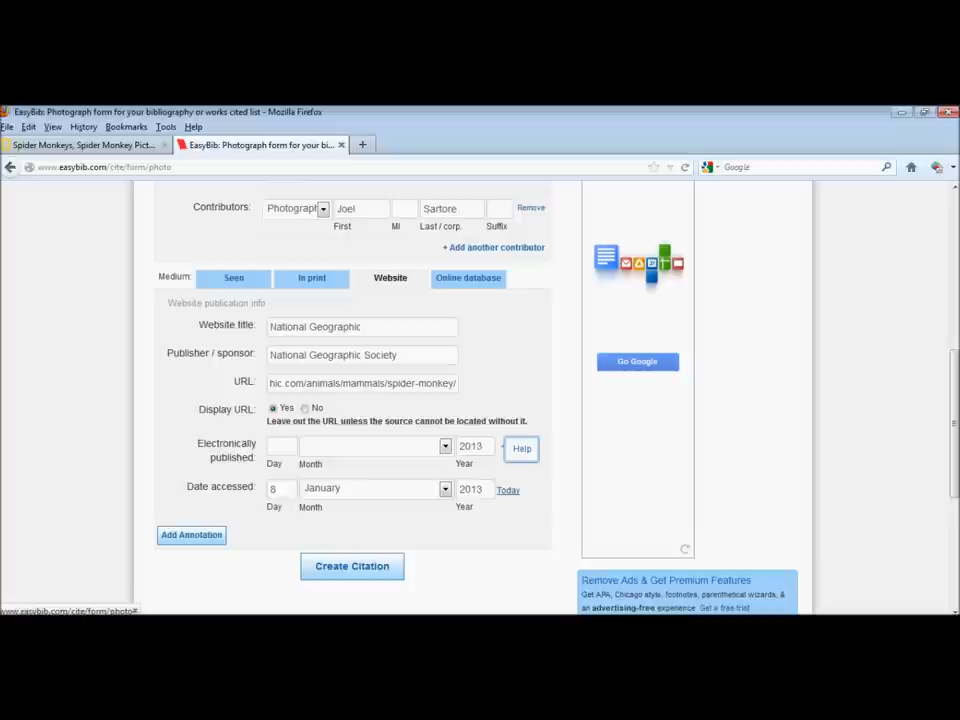 EasyBib: Photograph form for your bibliography or works cited list - Mozilla Firefox
File Edit View History Bookmarks Tools Help
Spider Monkeys, Spider Monkey Pict... × EasyBib: Photograph form for your bi... × +
www.easybib.com/cite/form/photo Google
Contributors: Photograph Joel Sartore Remove
First MI Last / corp. Suffix
+ Add another contributor
Medium: Seen In print Website Online database
Website publication info
Website title: National Geographic
Publisher / sponsor: National Geographic Society
URL: hic.com/animals/mammals/spider-monkey/
Display URL: Yes No
Leave out the URL unless the source cannot be located without it.
Electronically published: 2013 Help
Day Month Year
Date accessed: 8 January 2013 Today
Day Month Year
Add Annotation
Create Citation
Go Google
31
Remove Ads & Get Premium Features
Get APA, Chicago style, footnotes, parenthetical wizards, &
an advertising-free experience Get a free trial!
www.easybib.com/cite/form/photo#